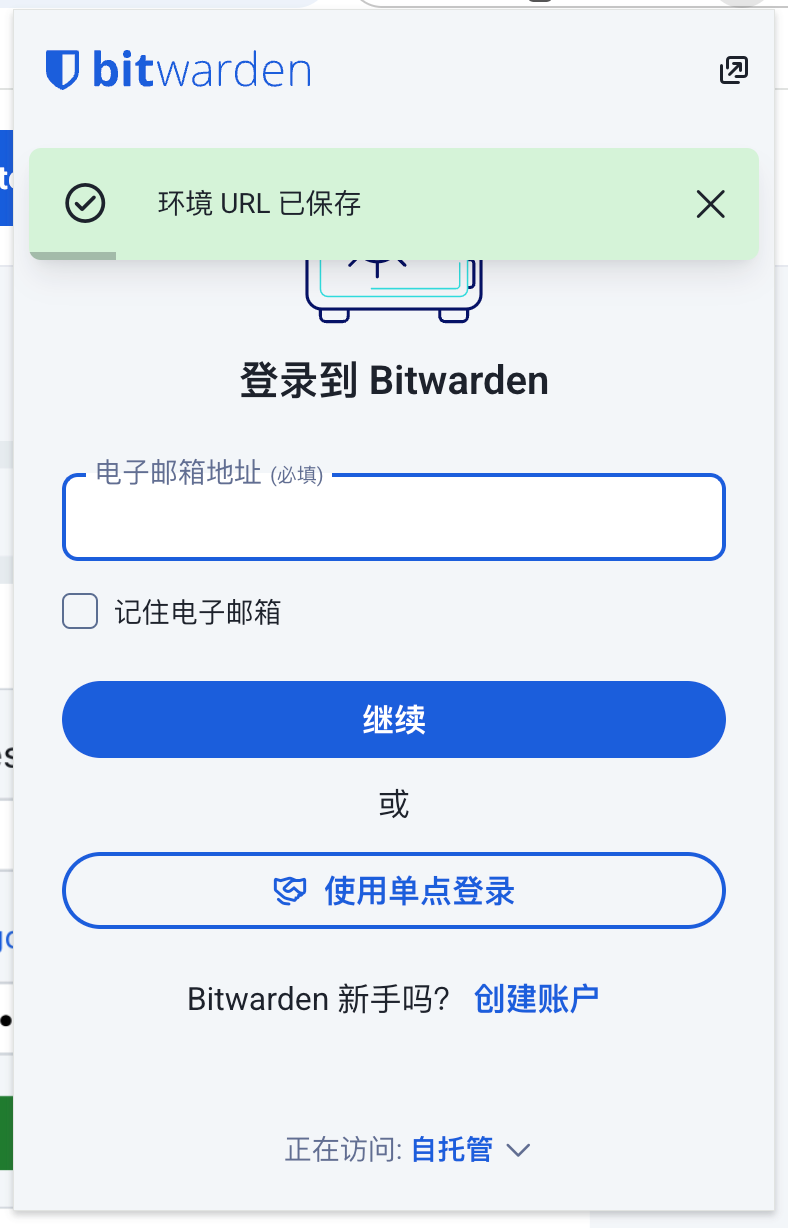 bitwarden
环境 URL 已保存
登录到 Bitwarden
电子邮箱地址 (必填)
记住电子邮箱
继续
或
使用单点登录
Bitwarden 新手吗? 创建账户
正在访问: 自托管